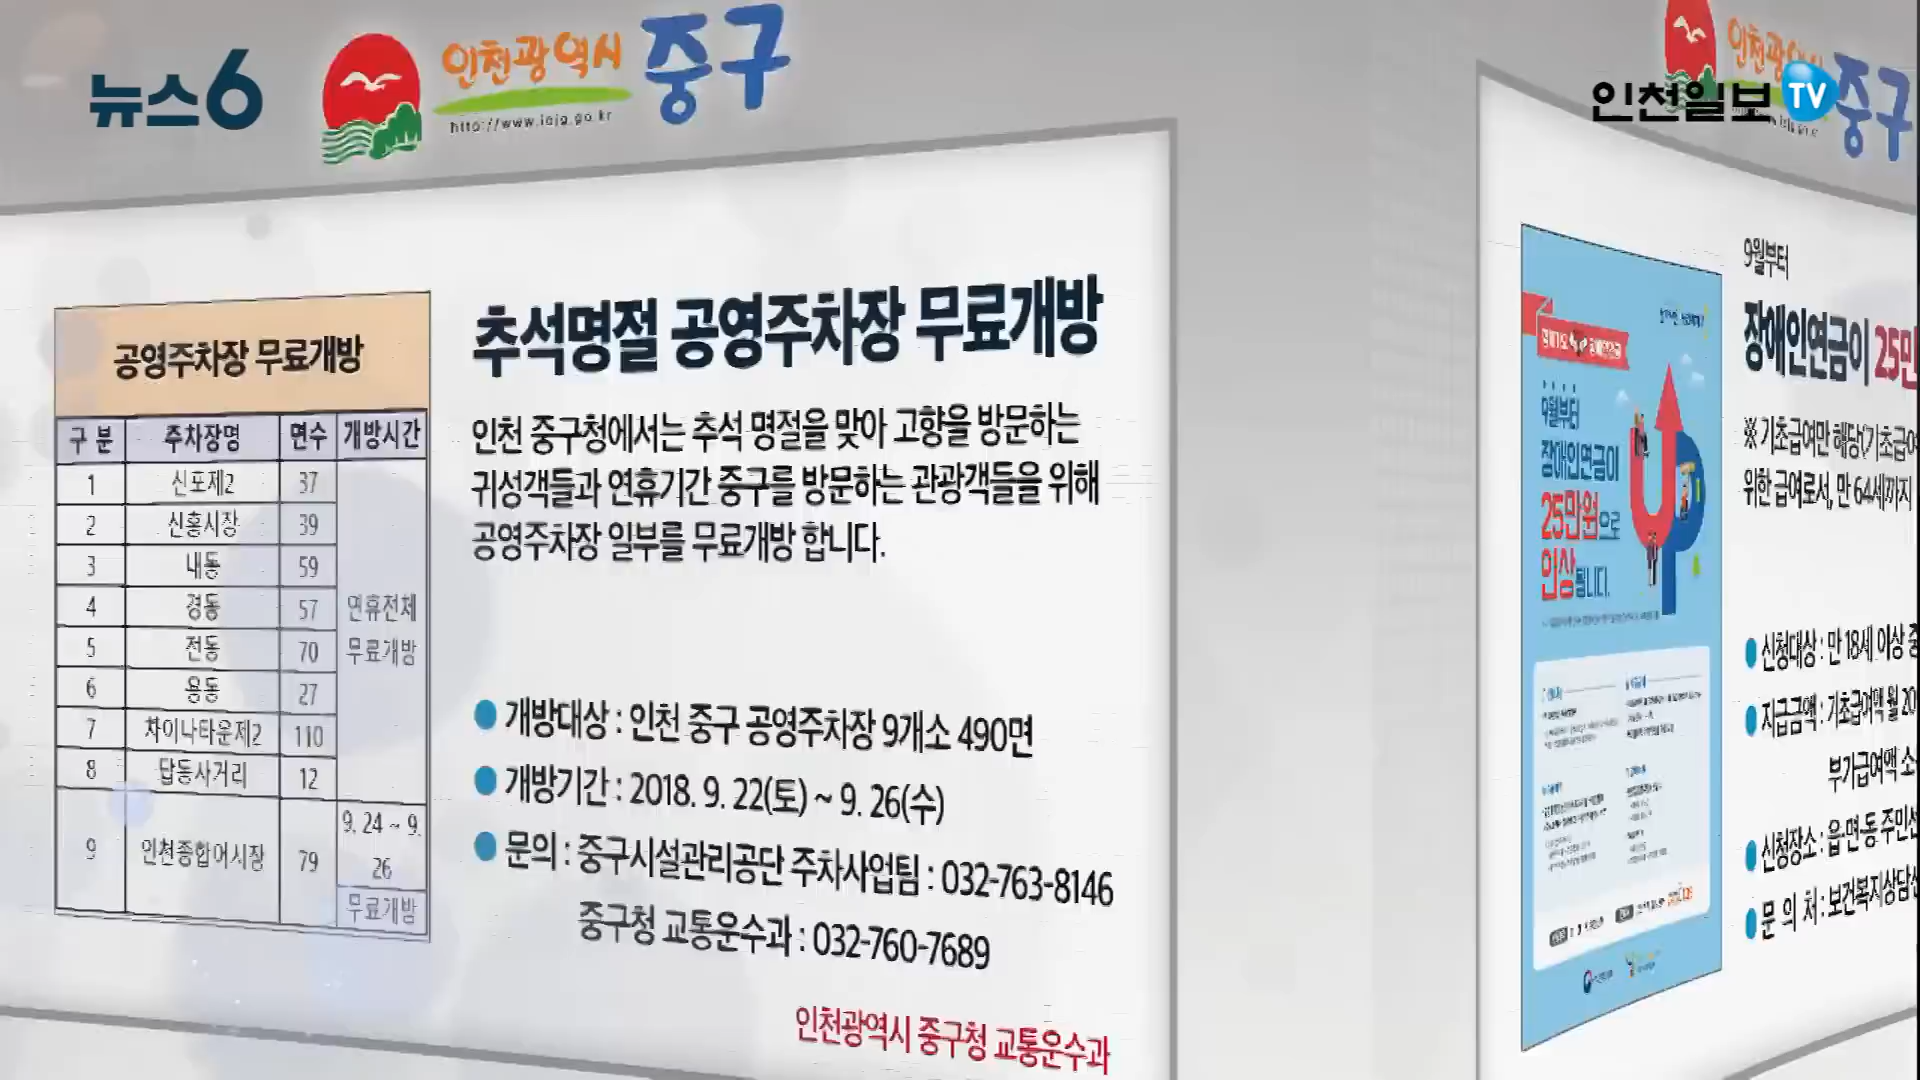 뉴스6
인천광역시 중구
http://www.icjg.go.kr
인천일보 TV
공영주차장 무료개방
구 분 주차장명 면수 개방시간
1 신포제2 37
2 신흥시장 39
3 내동 59
4 경동 57
5 전동 70
6 용동 27
7 차이나타운제2 110
8 답동사거리 12
연휴전체
무료개방
9 인천종합어시장 79
9. 24 ~ 9.
26
무료개방
추석명절 공영주차장 무료개방
인천 중구청에서는 추석 명절을 맞아 고향을 방문하는
귀성객들과 연휴기간 중구를 방문하는 관광객들을 위해
공영주차장 일부를 무료개방 합니다.
개방대상 : 인천 중구 공영주차장 9개소 490면
개방기간 : 2018. 9. 22(토) ~ 9. 26(수)
문의 : 중구시설관리공단 주차사업팀 : 032-763-8146
중구청 교통운수과 : 032-760-7689
인천광역시 중구청 교통운수과
인천광역시 중구
9월부터
장애인연금이
25만원으로
인상됩니다.
9월부터
장애인연금이 25만
※ 기초급여만 해당(기초급여
위한 급여로서, 만 64세까지
신청대상 : 만 18세 이상 중
지급금액 : 기초급여액 월 20
부가급여액 소
신청장소 : 읍·면·동 주민센
문 의 처 : 보건복지상담센